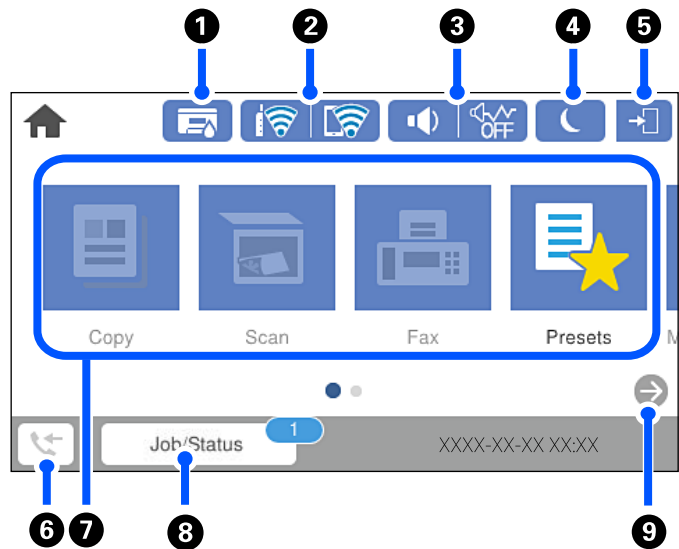 1 2 3 4 5
OFF
Copy Scan Fax Presets M
Job/Status 1 XXXX-XX-XX XX:XX
6 7 8 9